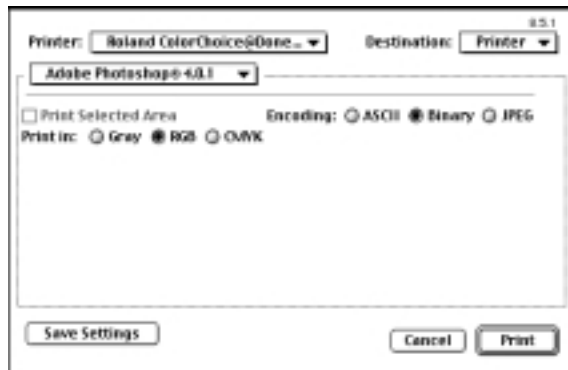 8.5.1
Printer: Roland ColorChoice@Done... Destination: Printer
Adobe Photoshop® 4.0.1
Print Selected Area Encoding: ASCII Binary JPEG
Print in: Gray RGB CMYK
Save Settings Cancel Print